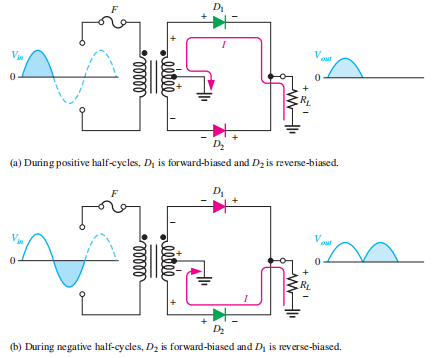 F
D1
+ −
Vin
0
+
I
−
+
−
Vout
0
+
RL
−
− +
D2
(a) During positive half-cycles, D1 is forward-biased and D2 is reverse-biased.
F
D1
− +
Vin
0
−
+
−
+
I
Vout
0
+
RL
−
+ −
D2
(b) During negative half-cycles, D2 is forward-biased and D1 is reverse-biased.